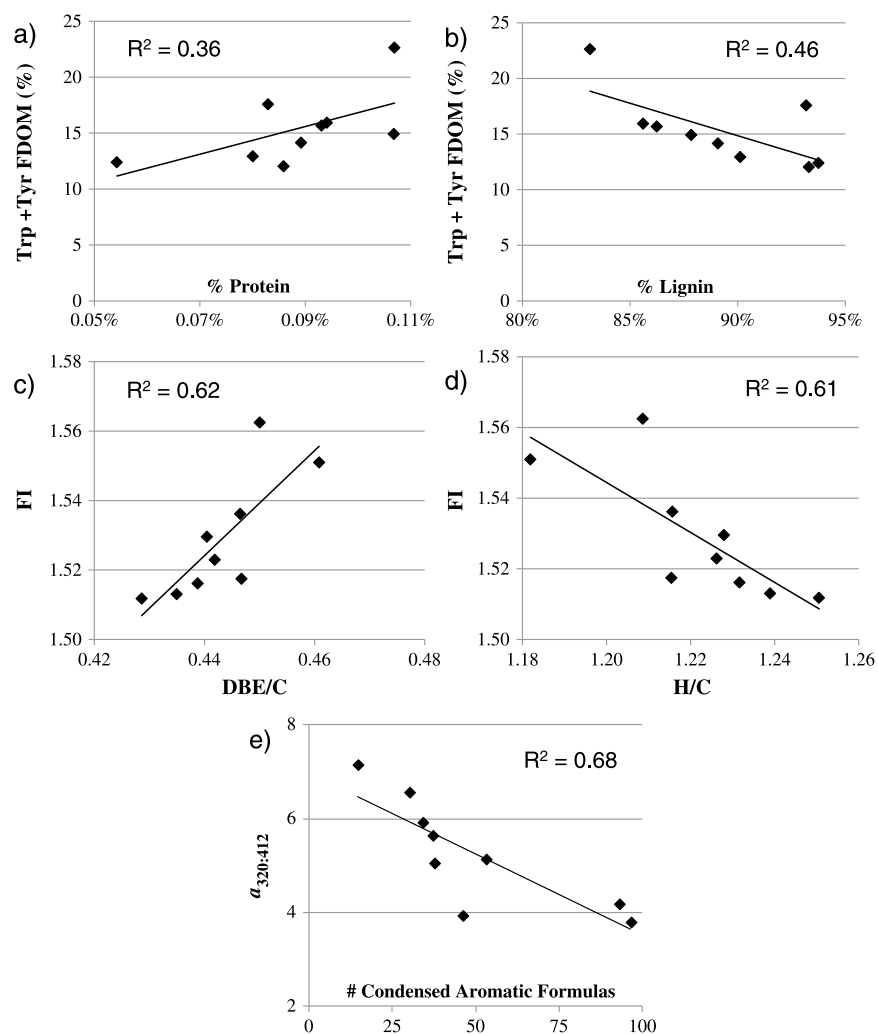 a)
R² = 0.36
Trp +Tyr FDOM (%)
25
20
15
10
5
0
% Protein
0.05%
0.07%
0.09%
0.11%
b)
R² = 0.46
Trp + Tyr FDOM (%)
25
20
15
10
5
0
% Lignin
80%
85%
90%
95%
c)
R² = 0.62
FI
1.58
1.56
1.54
1.52
1.50
0.42
0.44
0.46
0.48
DBE/C
d)
R² = 0.61
FI
1.58
1.56
1.54
1.52
1.50
1.18
1.20
1.22
1.24
1.26
H/C
e)
R² = 0.68
a320:412
8
6
4
2
# Condensed Aromatic Formulas
0
25
50
75
100